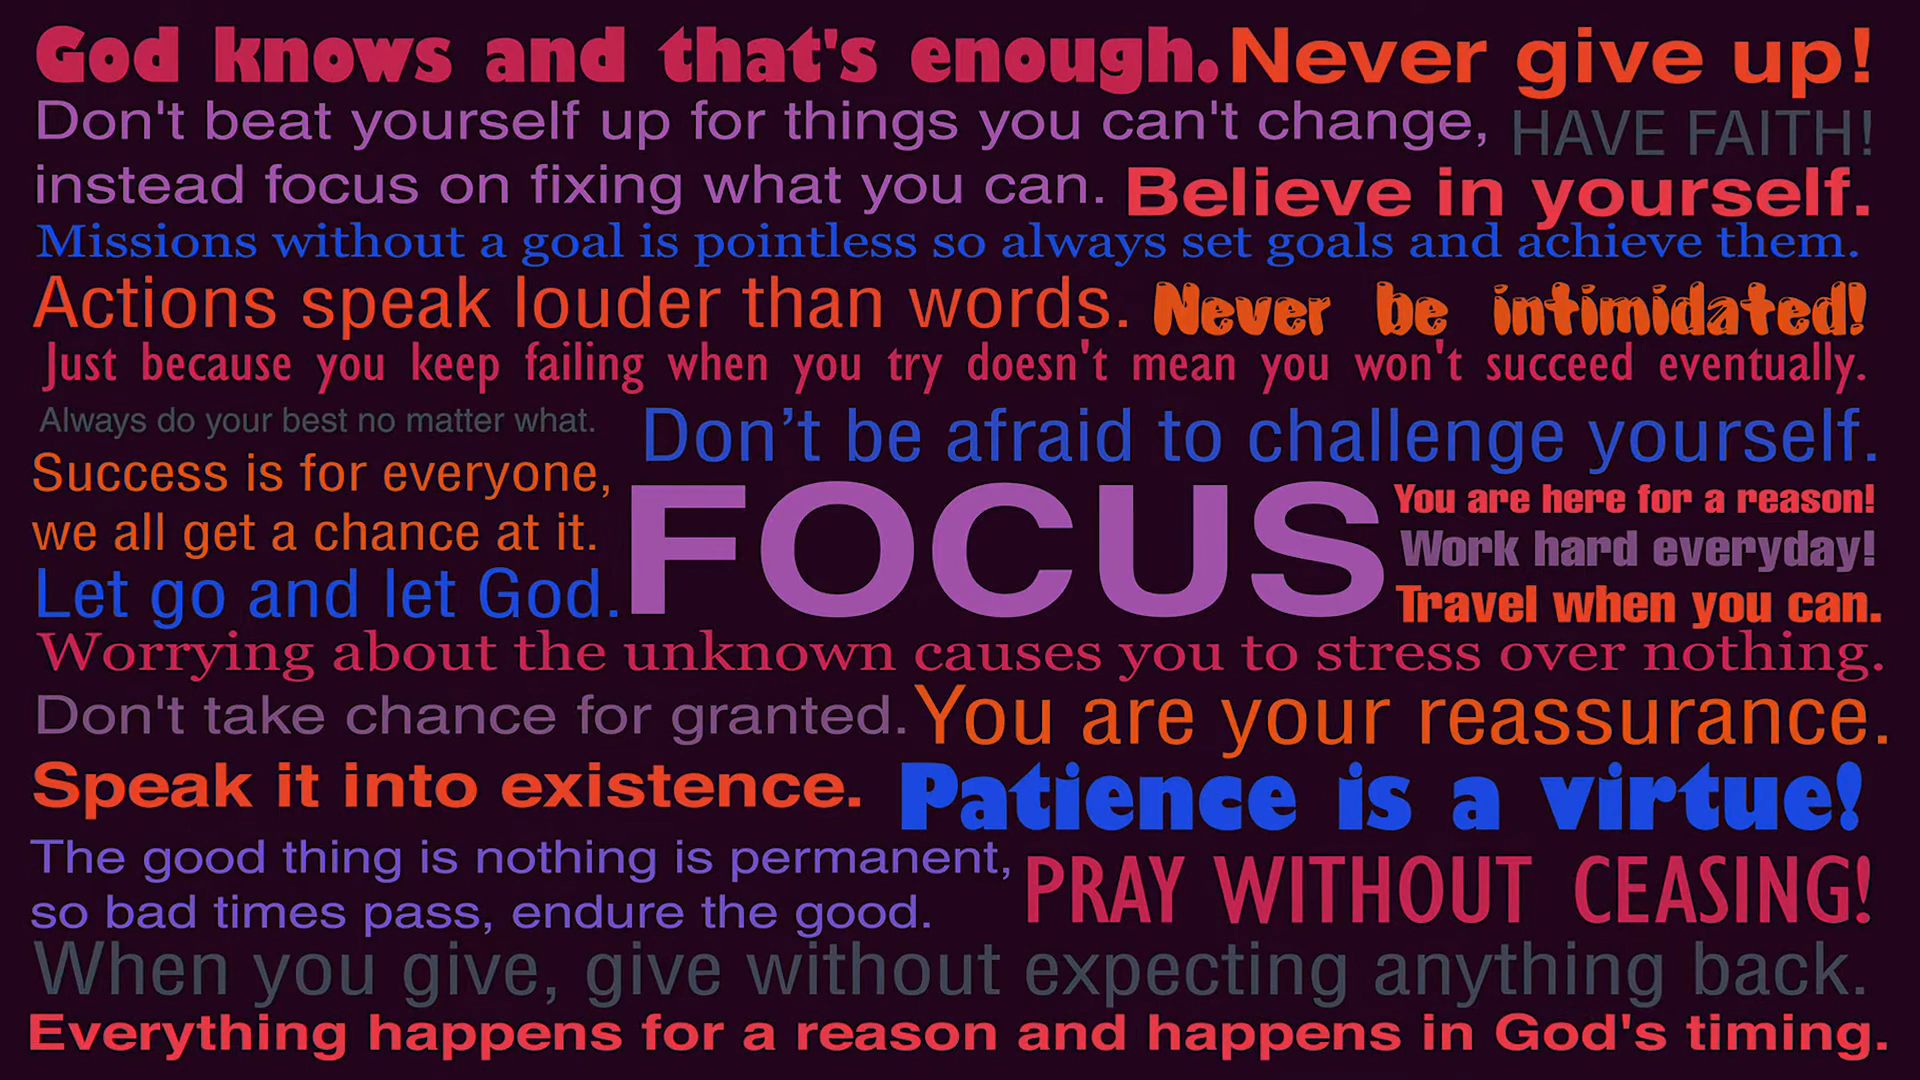 God knows and that's enough. Never give up!
Don't beat yourself up for things you can't change, HAVE FAITH!
instead focus on fixing what you can. Believe in yourself.
Missions without a goal is pointless so always set goals and achieve them.
Actions speak louder than words. Never be intimidated!
Just because you keep failing when you try doesn't mean you won't succeed eventually.
Always do your best no matter what. Don’t be afraid to challenge yourself.
Success is for everyone,
we all get a chance at it.
Let go and let God.
FOCUS
You are here for a reason!
Work hard everyday!
Travel when you can.
Worrying about the unknown causes you to stress over nothing.
Don't take chance for granted. You are your reassurance.
Speak it into existence. Patience is a virtue!
The good thing is nothing is permanent,
so bad times pass, endure the good.
PRAY WITHOUT CEASING!
When you give, give without expecting anything back.
Everything happens for a reason and happens in God's timing.